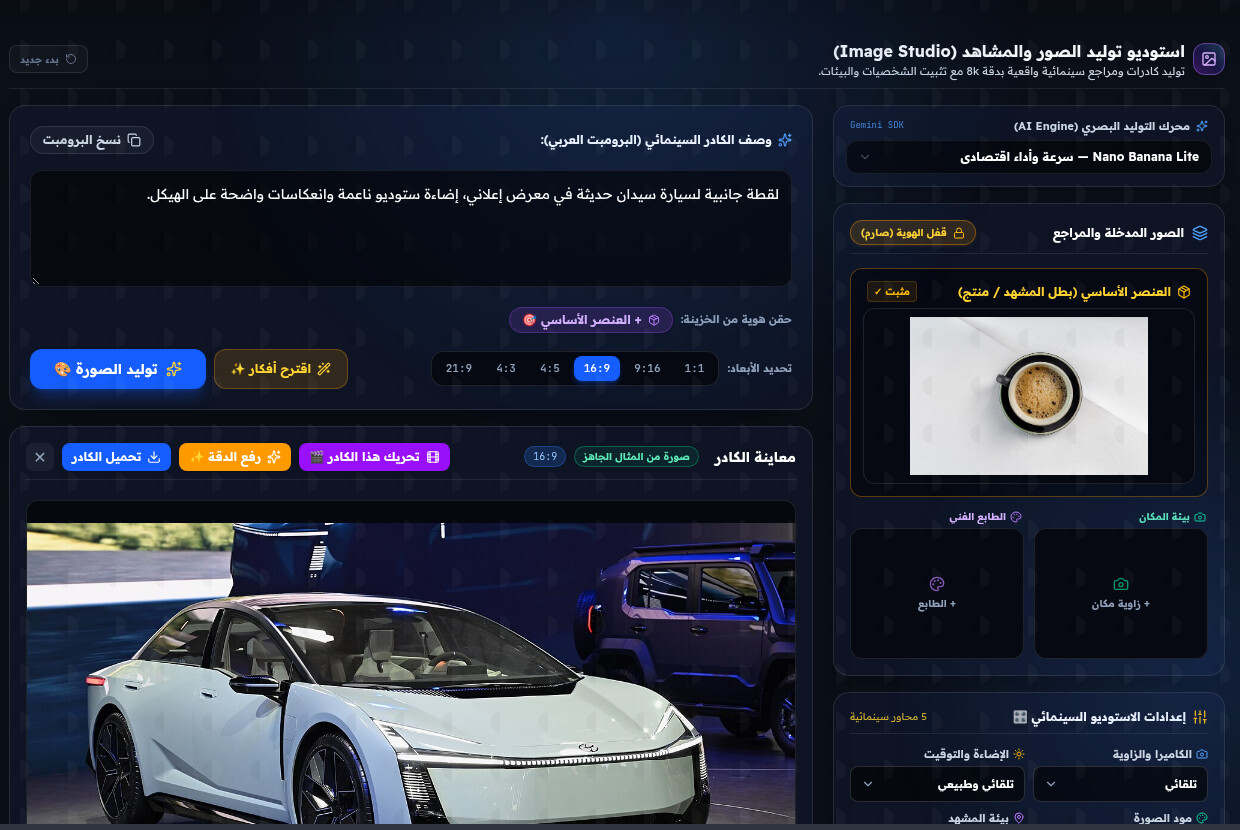 استوديو توليد الصور والمشاهد (Image Studio)
توليد كادرات ومراجع سينمائية واقعية بدقة 8k مع تثبيت الشخصيات والبيئات.
بدء جديد
محرك التوليد البصري (AI Engine)
Gemini SDK
Nano Banana Lite — سرعة وأداء اقتصادي
الصور المدخلة والمراجع
قفل الهوية (صارم)
العنصر الأساسي (بطل المشهد / منتج)
مثبت ✓
بيئة المكان
الطابع الفني
+ زاوية مكان
+ الطابع
إعدادات الاستوديو السينمائي 🎛️
5 محاور سينمائية
الكاميرا والزاوية
الإضاءة والتوقيت
تلقائي
تلقائي وطبيعي
مود الصورة
بيئة المشهد
وصف الكادر السينمائي (البرومبت العربي):
نسخ البرومبت
لقطة جانبية لسيارة سيدان حديثة في معرض إعلاني، إضاءة ستوديو ناعمة وانعكاسات واضحة على الهيكل.
حقن هوية من الخزينة:
+ العنصر الأساسي 🎯
تحديد الأبعاد:
1:1
9:16
16:9
4:5
4:3
21:9
اقترح أفكار ✨
توليد الصورة 🎨
معاينة الكادر
صورة من المثال الجاهز
16:9
تحريك هذا الكادر 🎬
رفع الدقة ✨
تحميل الكادر